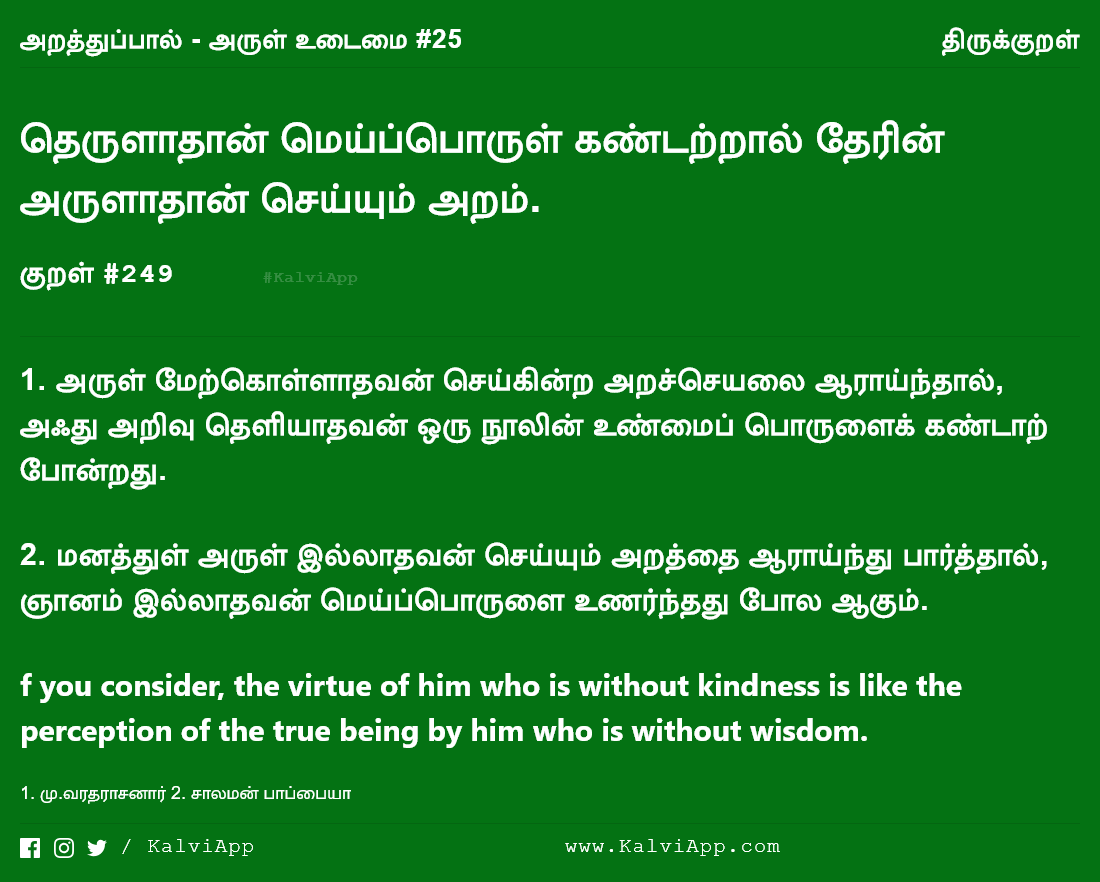 அறத்துப்பால் - அருள் உடைமை #25
திருக்குறள்
தெருளாதான் மெய்ப்பொருள் கண்டற்றால் தேரின்
அருளாதான் செய்யும் அறம்.
குறள் #249
#KalviApp
1. அருள் மேற்கொள்ளாதவன் செய்கின்ற அறச்செயலை ஆராய்ந்தால்,
அஃது அறிவு தெளியாதவன் ஒரு நூலின் உண்மைப் பொருளைக் கண்டாற்
போன்றது.
2. மனத்துள் அருள் இல்லாதவன் செய்யும் அறத்தை ஆராய்ந்து பார்த்தால்,
ஞானம் இல்லாதவன் மெய்ப்பொருளை உணர்ந்தது போல ஆகும்.
f you consider, the virtue of him who is without kindness is like the
perception of the true being by him who is without wisdom.
1. மு.வரதராசனார் 2. சாலமன் பாப்பையா
/ KalviApp
www.KalviApp.com